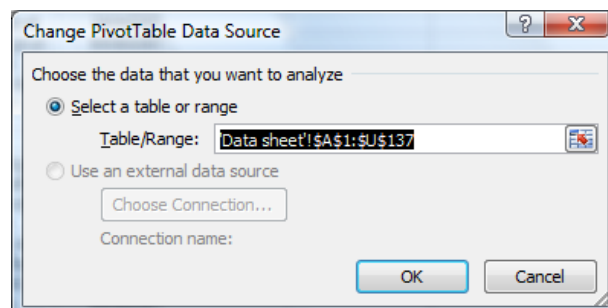 Change PivotTable Data Source
Choose the data that you want to analyze
Select a table or range
Table/Range: 'Data sheet'!$A$1:$U$137
Use an external data source
Choose Connection...
Connection name:
OK Cancel